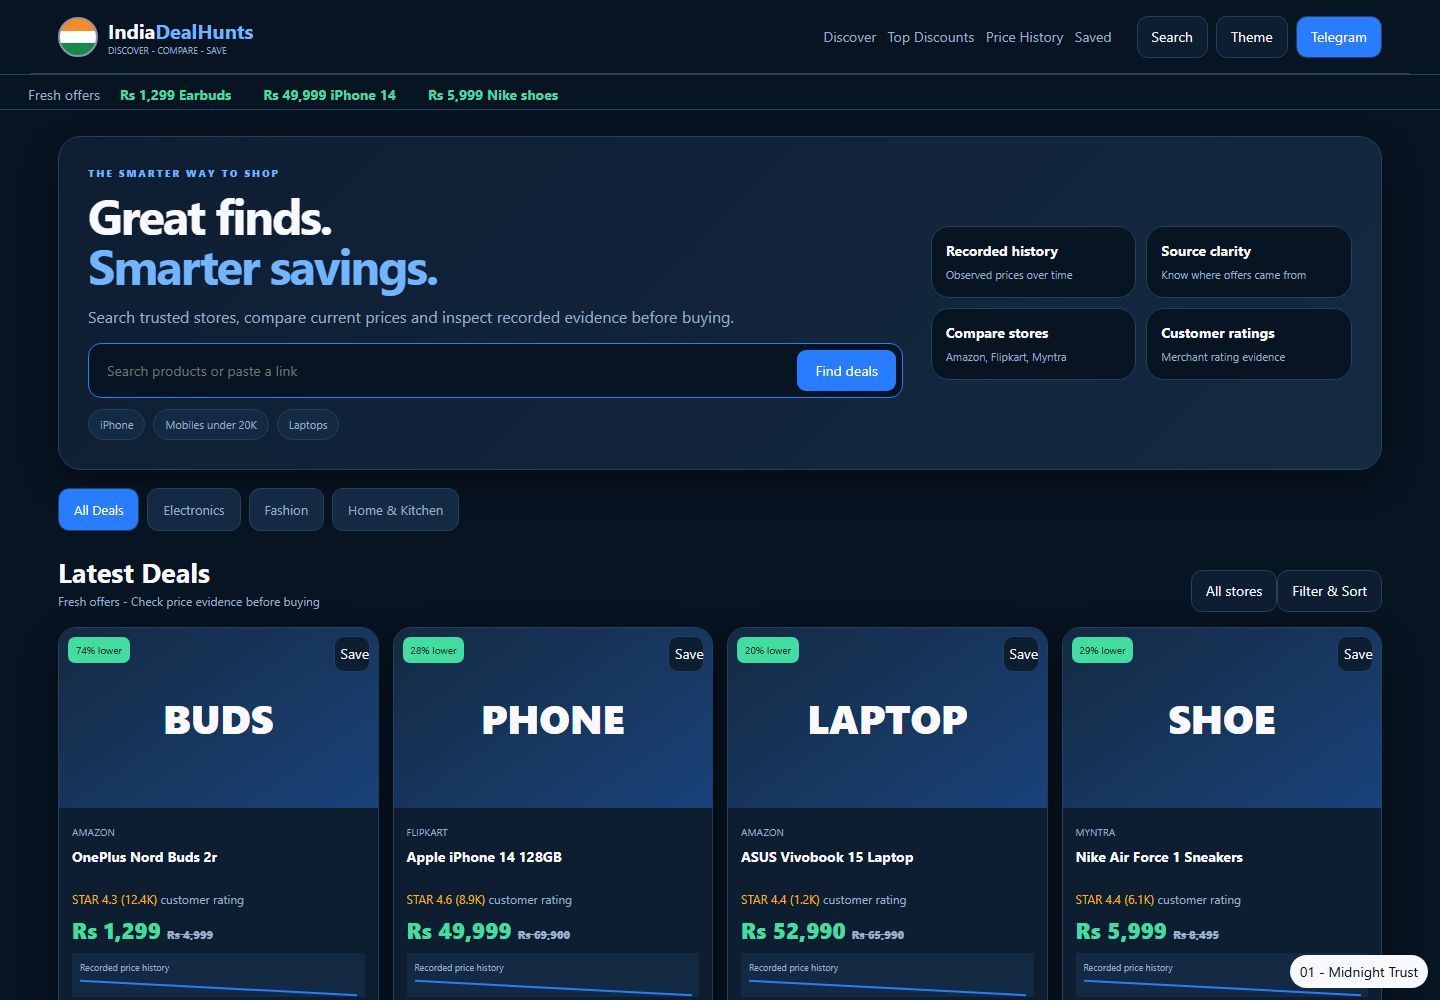 IndiaDealHunts
DISCOVER - COMPARE - SAVE
Discover Top Discounts Price History Saved Search Theme Telegram
Fresh offers Rs 1,299 Earbuds Rs 49,999 iPhone 14 Rs 5,999 Nike shoes
THE SMARTER WAY TO SHOP
Great finds.
Smarter savings.
Search trusted stores, compare current prices and inspect recorded evidence before buying.
Search products or paste a link Find deals
iPhone Mobiles under 20K Laptops
Recorded history
Observed prices over time
Source clarity
Know where offers came from
Compare stores
Amazon, Flipkart, Myntra
Customer ratings
Merchant rating evidence
All Deals Electronics Fashion Home & Kitchen
Latest Deals
Fresh offers - Check price evidence before buying
All stores Filter & Sort
74% lower Save
BUDS
AMAZON
OnePlus Nord Buds 2r
STAR 4.3 (12.4K) customer rating
Rs 1,299 Rs 4,999
Recorded price history
28% lower Save
PHONE
FLIPKART
Apple iPhone 14 128GB
STAR 4.6 (8.9K) customer rating
Rs 49,999 Rs 69,900
Recorded price history
20% lower Save
LAPTOP
AMAZON
ASUS Vivobook 15 Laptop
STAR 4.4 (1.2K) customer rating
Rs 52,990 Rs 65,990
Recorded price history
29% lower Save
SHOE
MYNTRA
Nike Air Force 1 Sneakers
STAR 4.4 (6.1K) customer rating
Rs 5,999 Rs 8,495
Recorded price history
01 - Midnight Trust